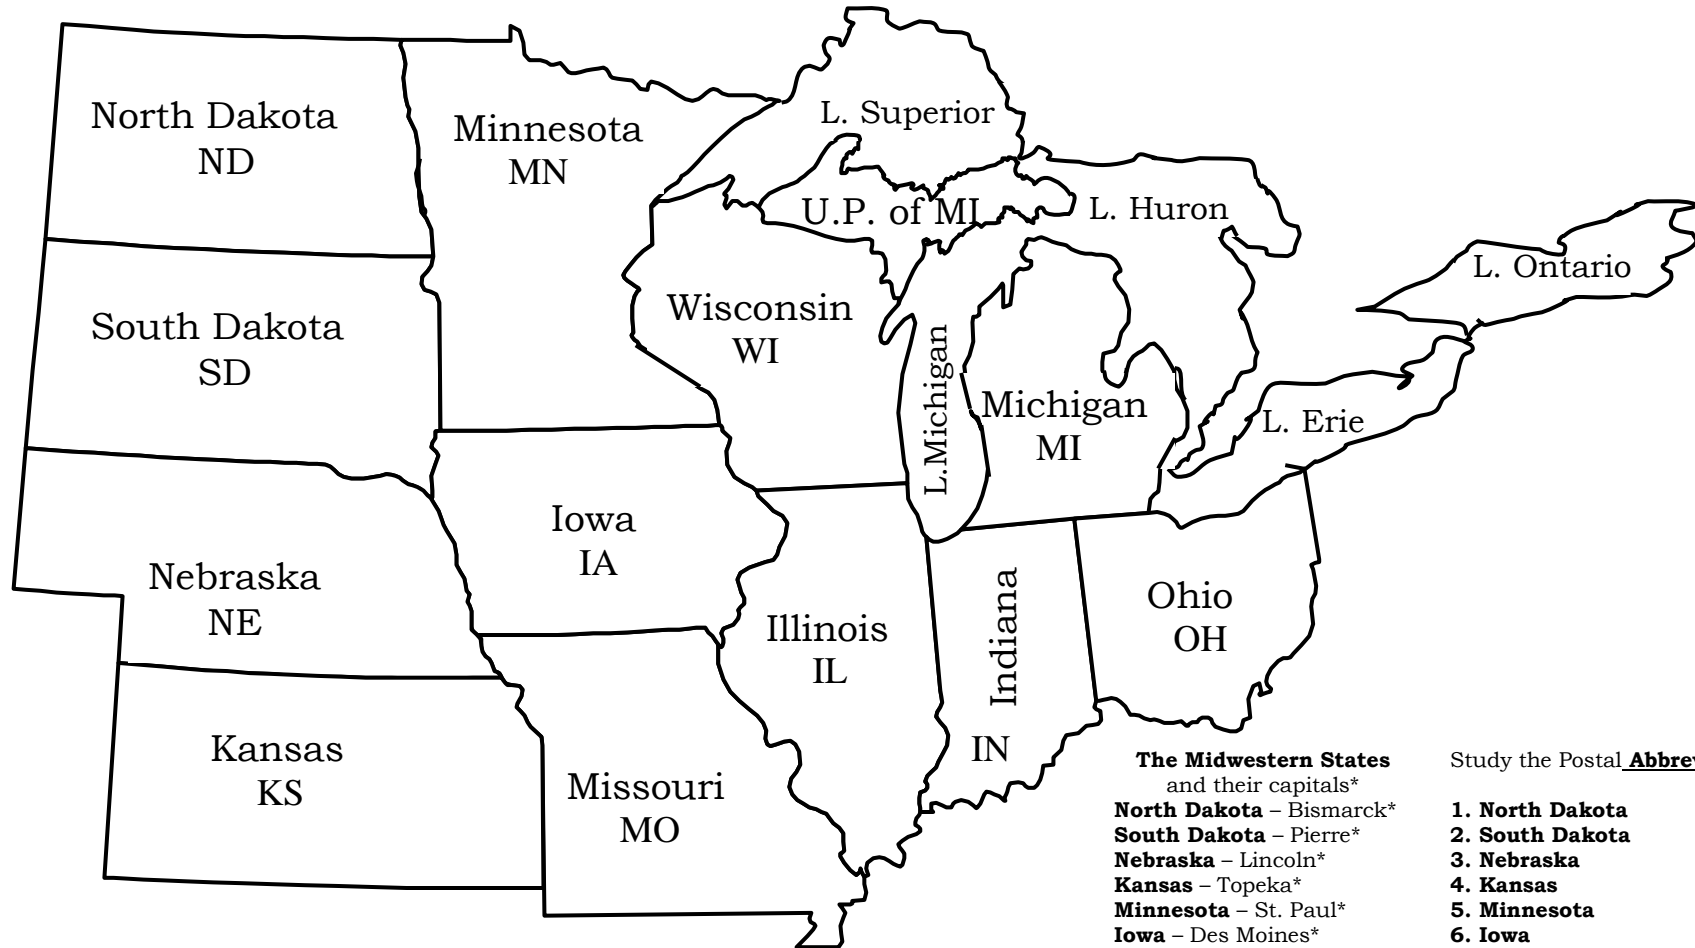 North Dakota
ND
Minnesota
MN
L. Superior
U.P. of MI
L. Huron
L. Ontario
South Dakota
SD
Wisconsin
WI
L.Michigan
Michigan
MI
L. Erie
Iowa
IA
Nebraska
NE
Illinois
IL
Indiana
IN
Ohio
OH
Kansas
KS
Missouri
MO
The Midwestern States
and their capitals*
North Dakota – Bismarck*
South Dakota – Pierre*
Nebraska – Lincoln*
Kansas – Topeka*
Minnesota – St. Paul*
Iowa – Des Moines*
Study the Postal Abbrev
1. North Dakota
2. South Dakota
3. Nebraska
4. Kansas
5. Minnesota
6. Iowa